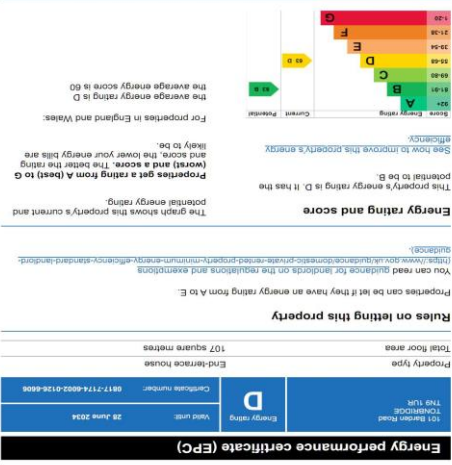 Energy performance certificate (EPC)
101 Barden Road
TONBRIDGE
TN9 1UR
Energy rating
D
Valid until: 28 June 2034
Certificate number: 0817-7174-6002-0126-6606
Property type End-terrace house
Total floor area 107 square metres
Rules on letting this property
Properties can be let if they have an energy rating from A to E.
You can read guidance for landlords on the regulations and exemptions
(https://www.gov.uk/guidance/domestic-private-rented-property-minimum-energy-efficiency-standard-landlord-
guidance).
Energy rating and score
This property's energy rating is D. It has the
potential to be B.
See how to improve this property's energy
efficiency.
Score Energy rating Current Potential
92+ A
81-91 B 83 B
69-80 C
55-68 D 63 D
39-54 E
21-38 F
1-20 G
The graph shows this property's current and
potential energy rating.
Properties get a rating from A (best) to G
(worst) and a score. The better the rating
and score, the lower your energy bills are
likely to be.
For properties in England and Wales:
the average energy rating is D
the average energy score is 60